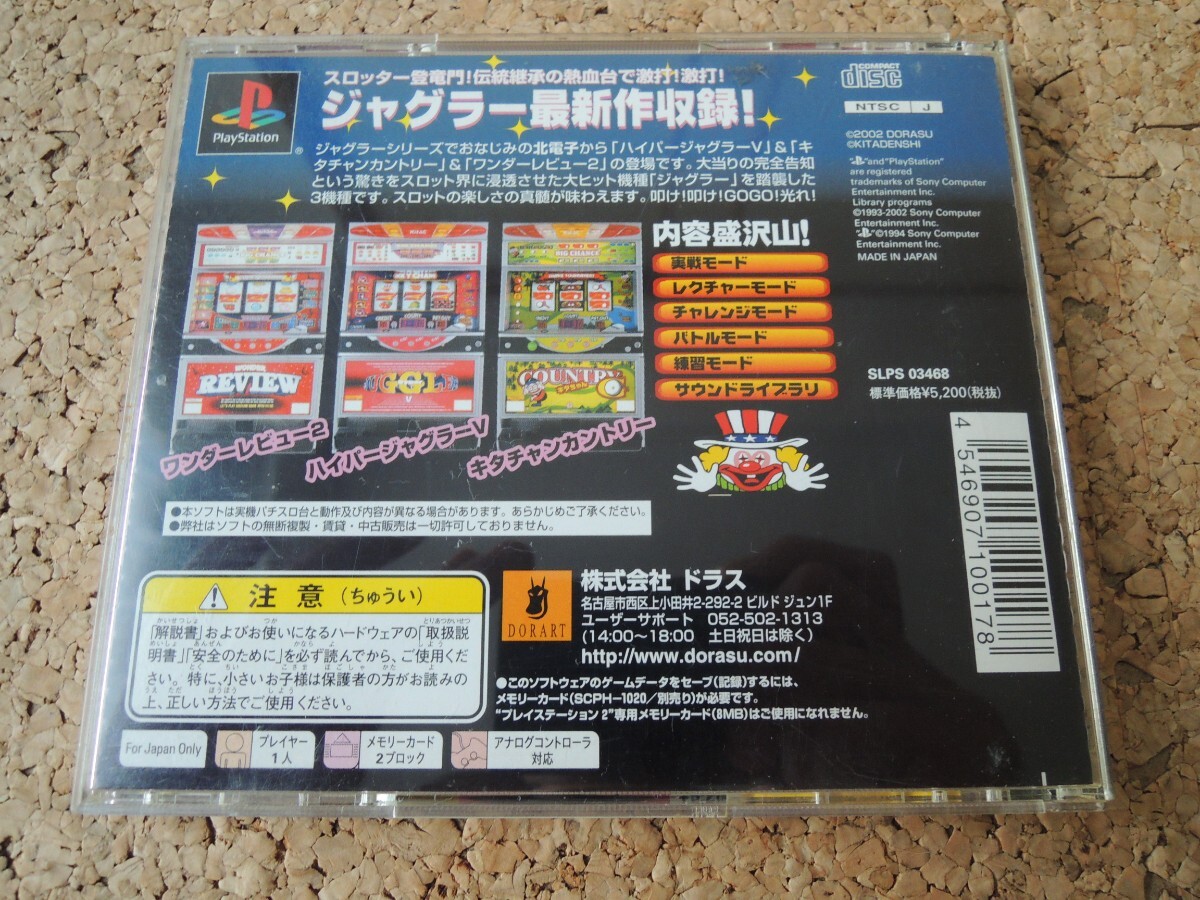 PlayStation
®
スロッター登竜門!伝統継承の熱血台で激打!激打!
ジャグラー最新作収録!
ジャグラーシリーズでおなじみの北電子から「ハイパージャグラーV」&「キ
タチャンカントリー」&「ワンダーレビュー2」の登場です。大当りの完全告知
という驚きをスロット界に浸透させた大ヒット機種「ジャグラー」を踏襲した
3機種です。スロットの楽しさの真髄が味わえます。叩け!叩け!GOGO!光れ!
COMPACT
disc
NTSC J
©2002 DORASU
©KITADENSHI
" "and "PlayStation"
are registered
trademarks of Sony Computer
Entertainment Inc.
Library programs
©1993-2002 Sony Computer
Entertainment Inc.
" "©1994 Sony Computer
Entertainment Inc.
MADE IN JAPAN
内容盛沢山!
実戦モード
レクチャーモード
チャレンジモード
バトルモード
練習モード
サウンドライブラリ
BIG CHANCE
REVIEW
V
COUNTRY
ワンダーレビュー2
ハイパージャグラーV
キタチャンカントリー
SLPS 03468
標準価格¥5,200(税抜)
4 546907 100178
●本ソフトは実機パチスロ台と動作及び内容が異なる場合があります。あらかじめご了承ください。
●弊社はソフトの無断複製・賃貸・中古販売は一切許可しておりません。
注意(ちゅうい)
「解説書」およびお使いになるハードウェアの「取扱説
明書」「安全のために」を必ず読んでから、ご使用くだ
さい。特に、小さいお子様は保護者の方がお読みの
上、正しい方法でご使用ください。
DORART
株式会社 ドラス
名古屋市西区上小田井2-292-2 ビルド ジュン1F
ユーザーサポート 052-502-1313
(14:00~18:00 土日祝日は除く)
http://www.dorasu.com/
●このソフトウェアのゲームデータをセーブ(記録)するには、
メモリーカード(SCPH-1020/別売り)が必要です。
"プレイステーション 2"専用メモリーカード(8MB)はご使用になれません。
For Japan Only
プレイヤー
1人
メモリーカード
2ブロック
アナログコントローラ
対応